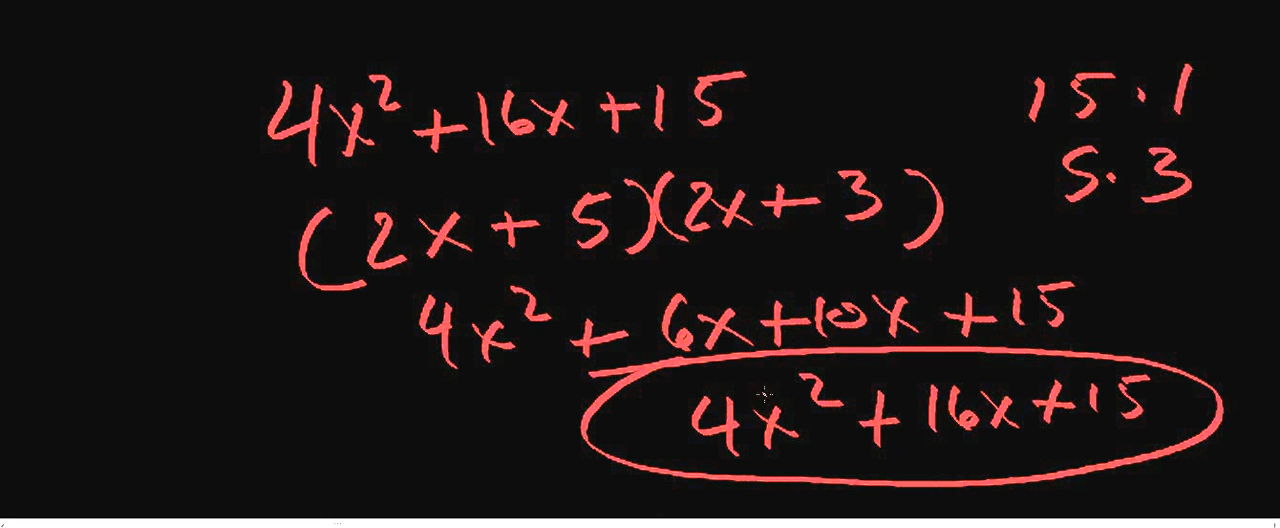 4x² + 16x + 15
15 · 1
5 · 3
(2x + 5)(2x + 3)
4x² + 6x + 10x + 15
4x² + 16x + 15